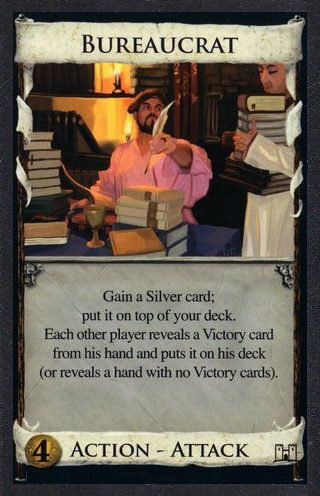 BUREAUCRAT
Gain a Silver card;
put it on top of your deck.
Each other player reveals a Victory card
from his hand and puts it on his deck
(or reveals a hand with no Victory cards).
4 ACTION - ATTACK